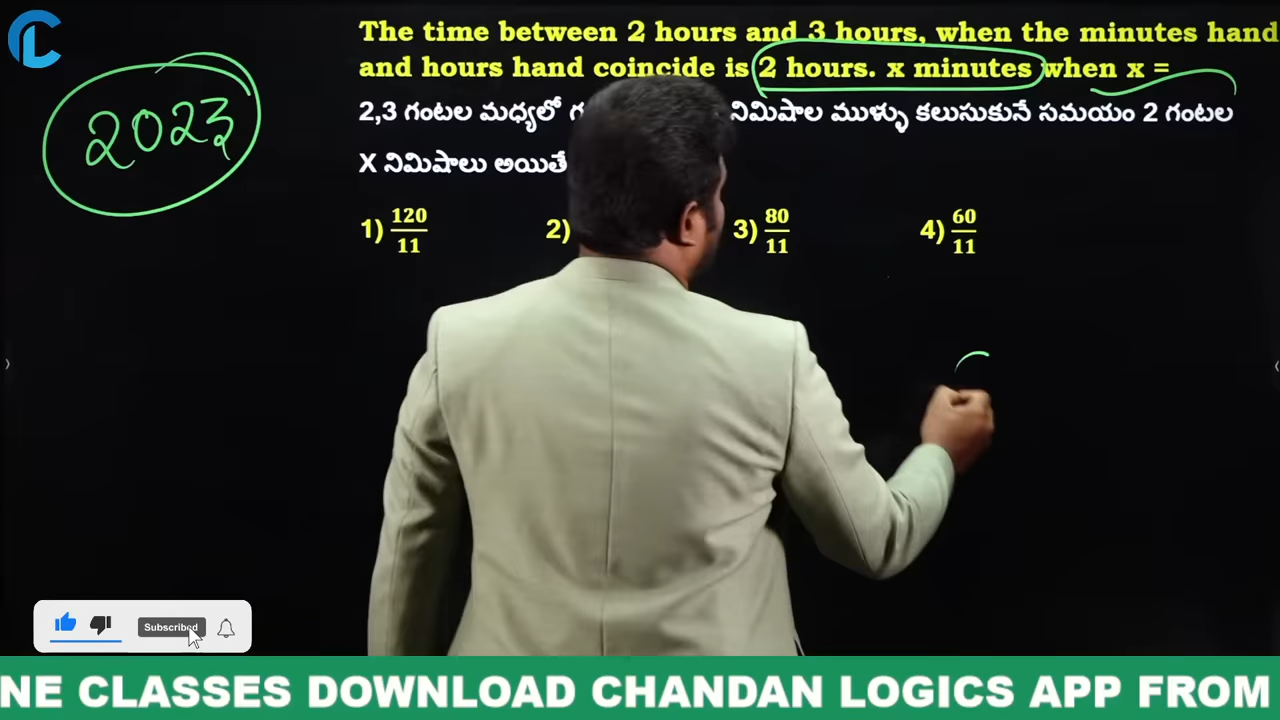 The time between 2 hours and 3 hours, when the minutes hand
and hours hand coincide is 2 hours. x minutes when x =
2023
2,3 గంటల మధ్యలో నిమిషాల ముళ్ళు కలుసుకునే సమయం 2 గంటల
X నిమిషాలు అయితే
1) 120/11 2) 3) 80/11 4) 60/11
Subscribed
NE CLASSES DOWNLOAD CHANDAN LOGICS APP FROM